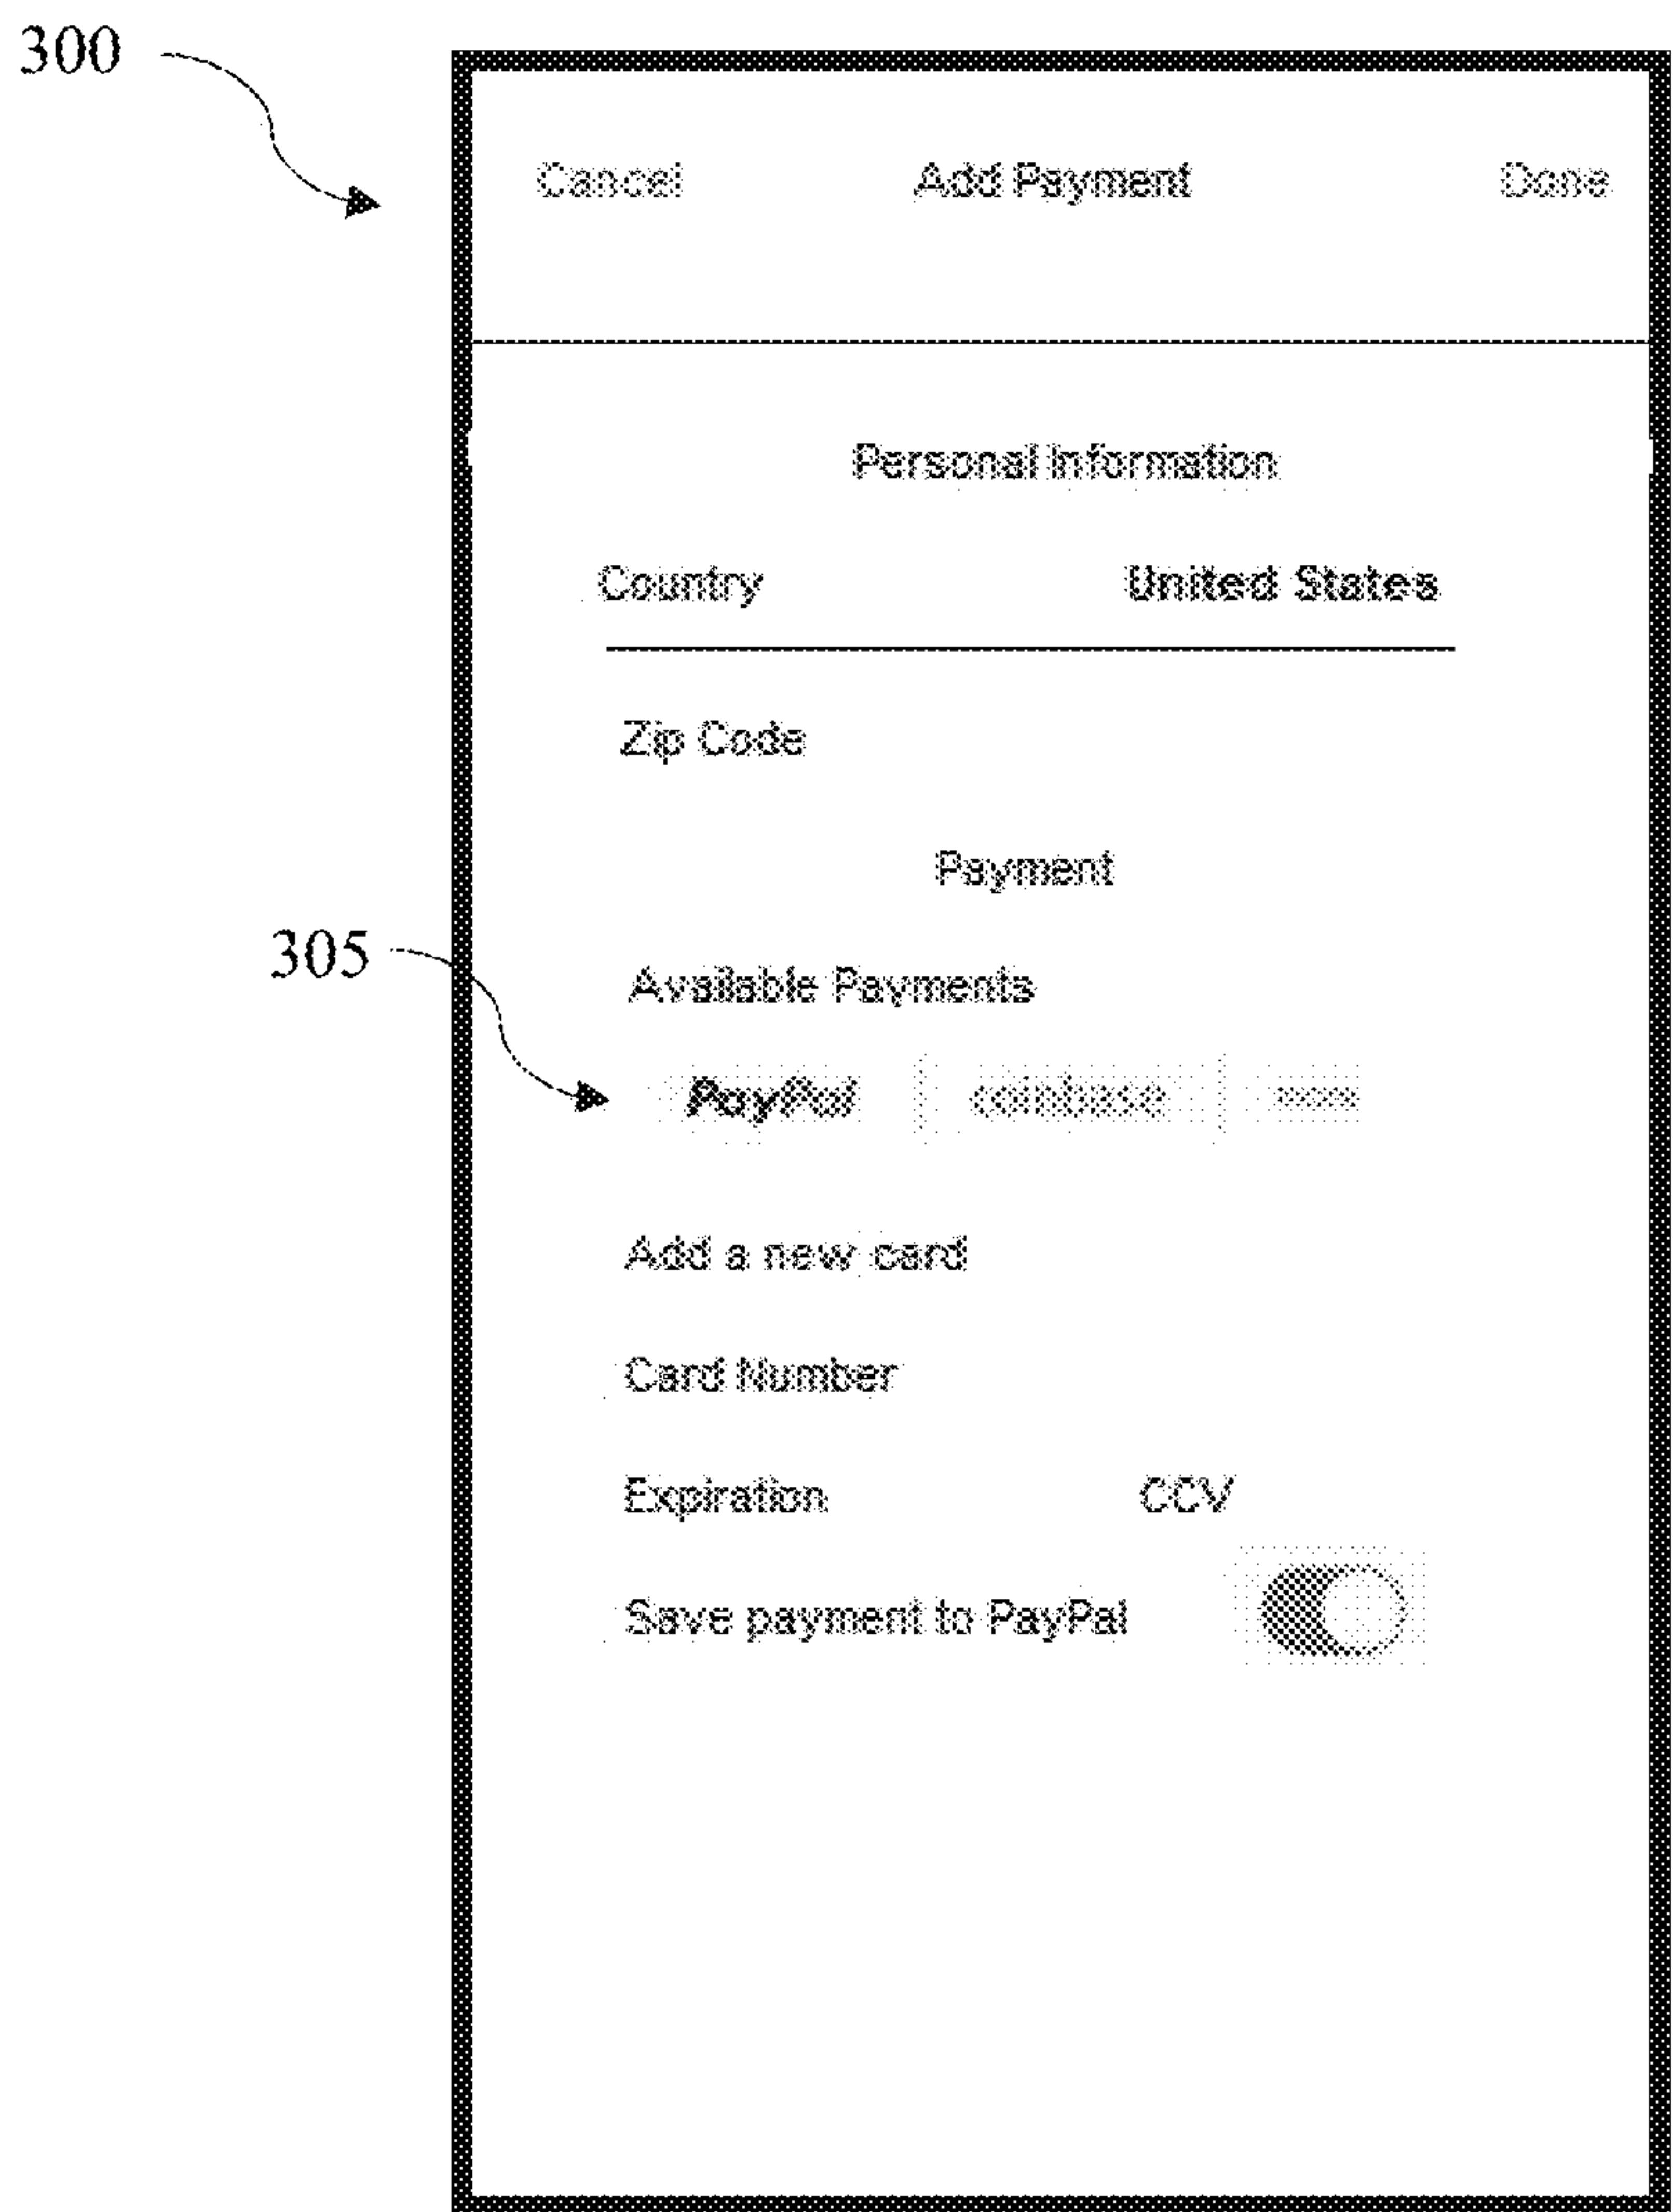 300
Cancel Add Payment Done
Personal Information
Country United States
Zip Code
Payment
305
Available Payments
PayPal coinbase
Add a new card
Card Number
Expiration CCV
Save payment to PayPal